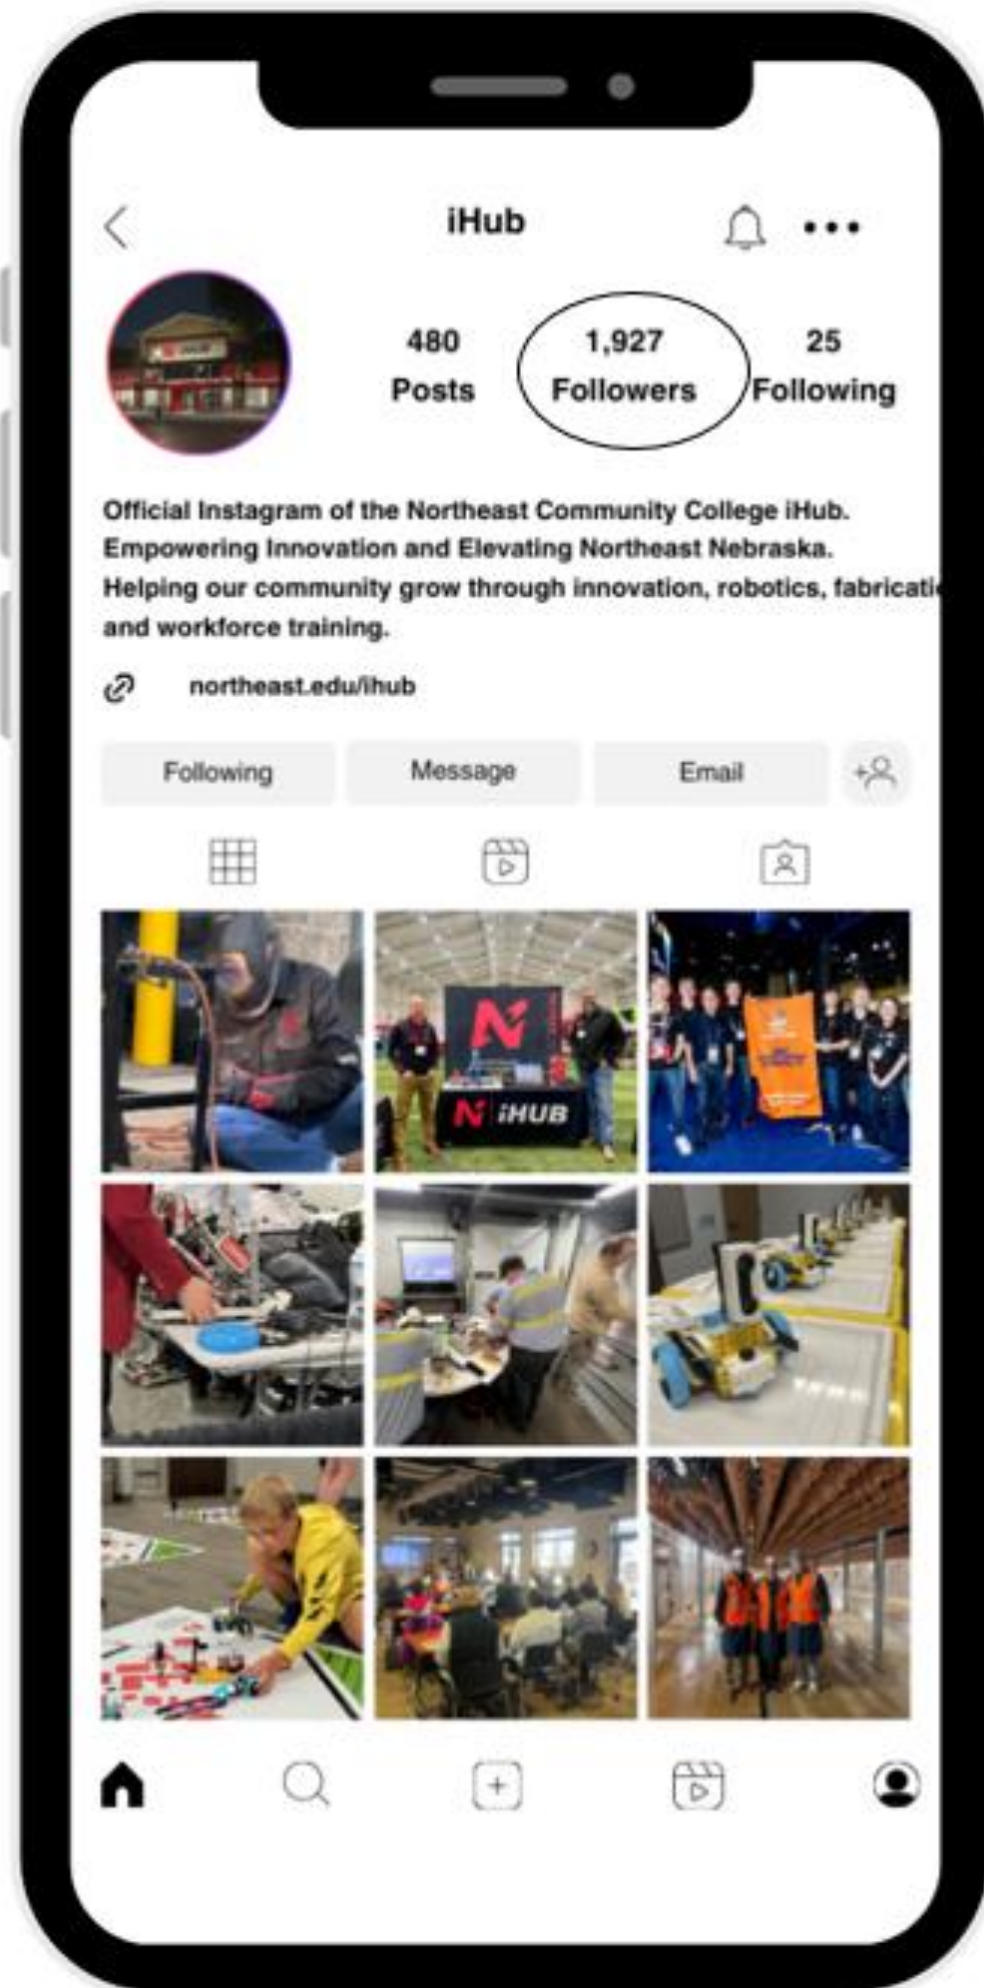 iHub
480
Posts
1,927
Followers
25
Following
Official Instagram of the Northeast Community College iHub.
Empowering Innovation and Elevating Northeast Nebraska.
Helping our community grow through innovation, robotics, fabricatio
and workforce training.
northeast.edu/ihub
Following
Message
Email
N iHUB